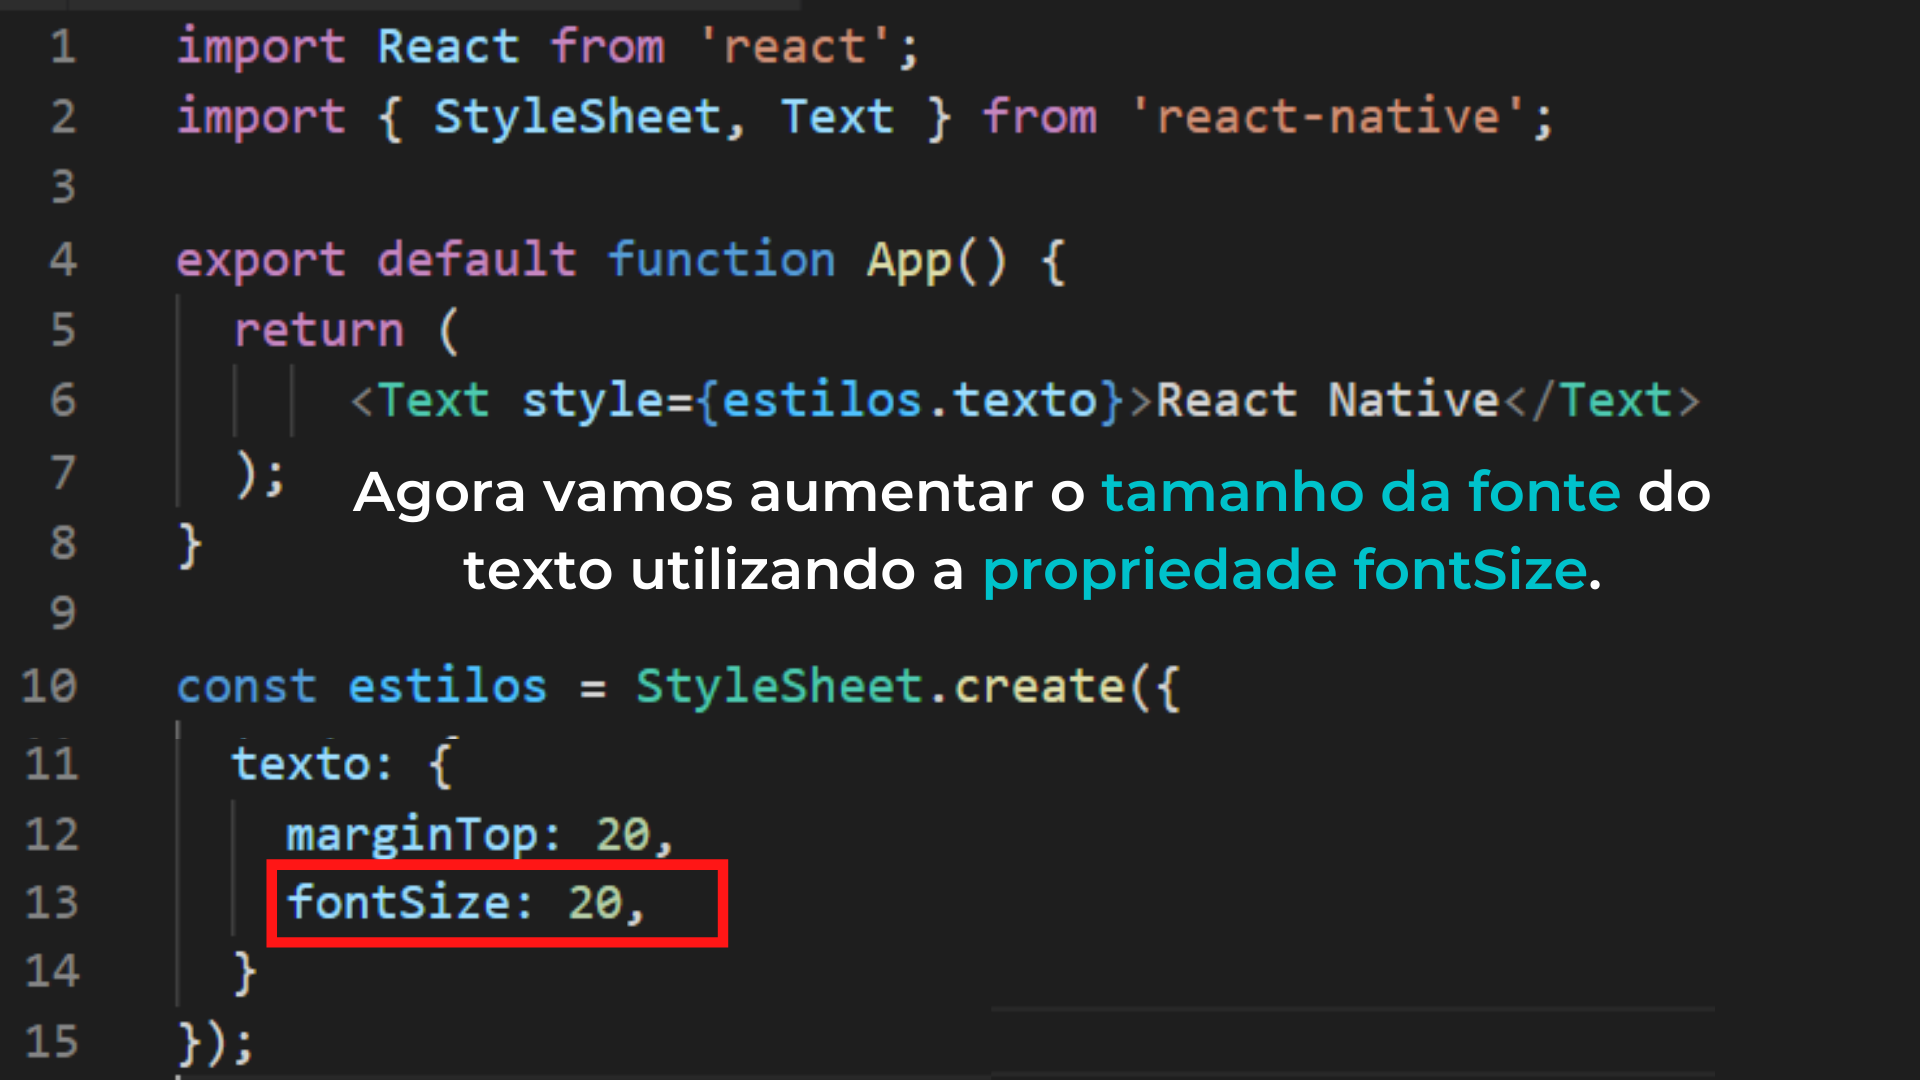 1 import React from 'react';
2 import { StyleSheet, Text } from 'react-native';
3
4 export default function App() {
5 return (
6 <Text style={estilos.texto}>React Native</Text>
7 );
Agora vamos aumentar o tamanho da fonte do
8 }
texto utilizando a propriedade fontSize.
9
10 const estilos = StyleSheet.create({
11 texto: {
12 marginTop: 20,
13 fontSize: 20,
14 }
15 });